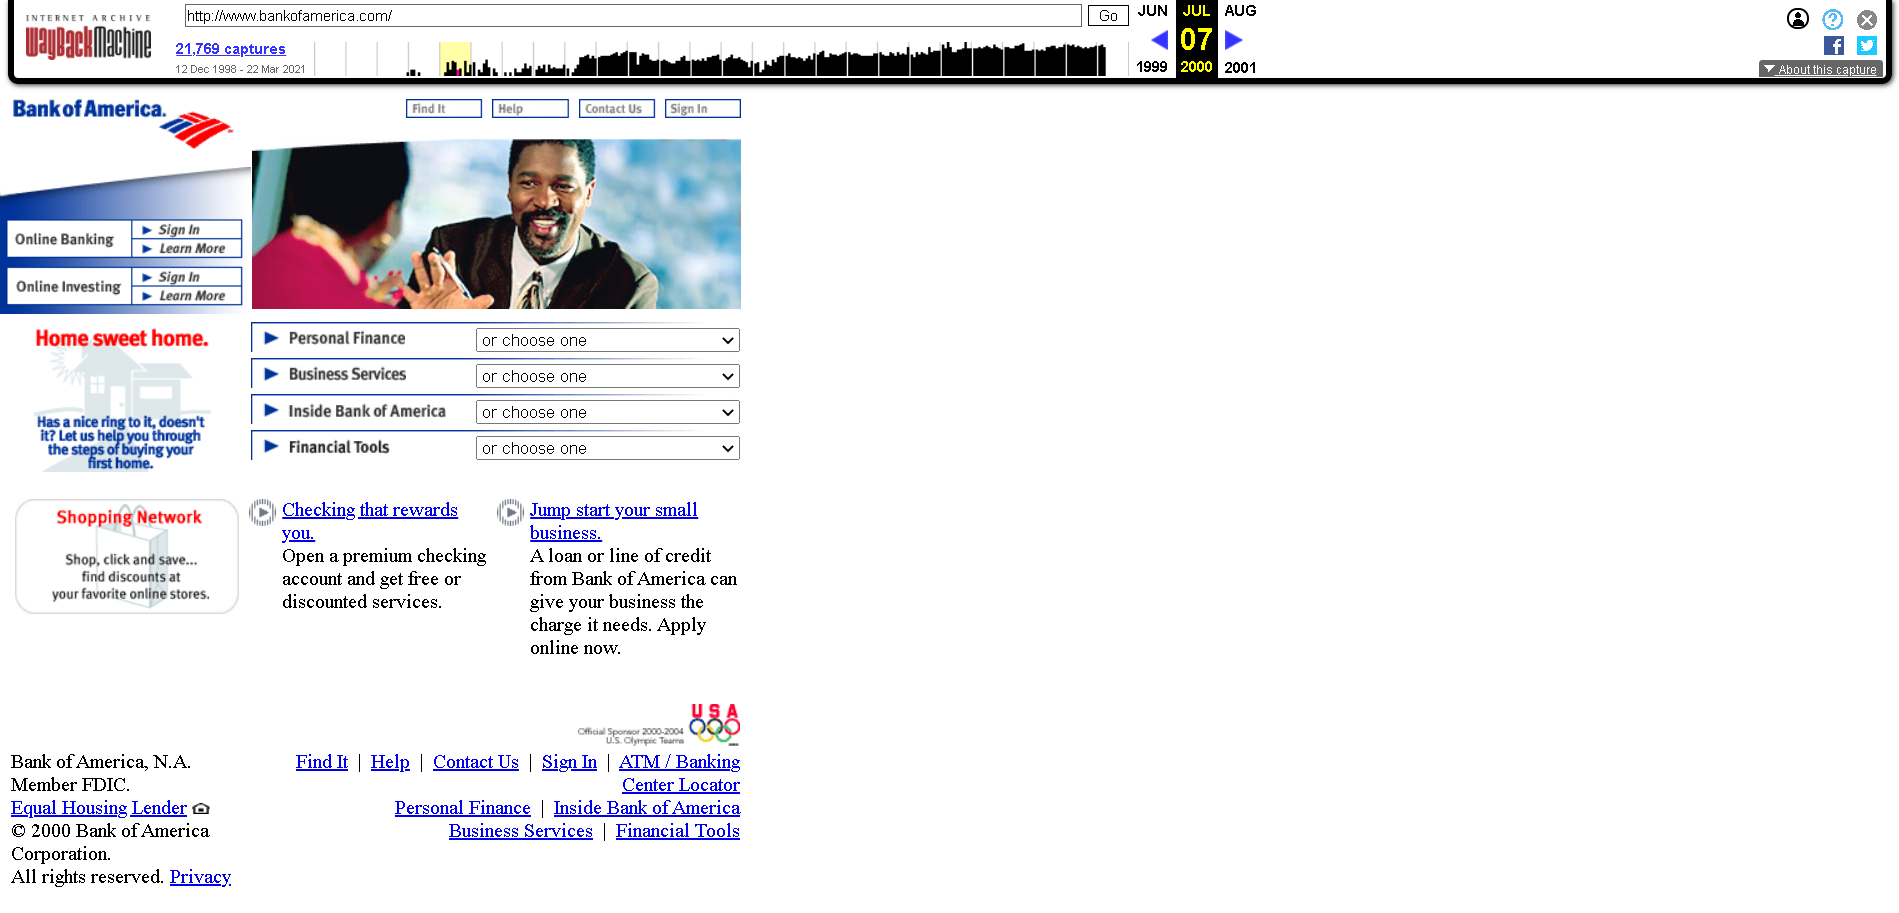 INTERNET ARCHIVE
WayBackMachine
http://www.bankofamerica.com/
Go
JUN
JUL
AUG
21,769 captures
07
12 Dec 1998 - 22 Mar 2021
1999
2000
2001
?
f
About this capture
Bank of America.
Find It
Help
Contact Us
Sign In
Online Banking
Sign In
Learn More
Online Investing
Sign In
Learn More
Home sweet home.
Has a nice ring to it, doesn't
it? Let us help you through
the steps of buying your
first home.
Personal Finance
or choose one
Business Services
or choose one
Inside Bank of America
or choose one
Financial Tools
or choose one
Shopping Network
Shop, click and save...
find discounts at
your favorite online stores.
Checking that rewards
you.
Open a premium checking
account and get free or
discounted services.
Jump start your small
business.
A loan or line of credit
from Bank of America can
give your business the
charge it needs. Apply
online now.
Official Sponsor 2000-2004
U.S. Olympic Teams
USA
Bank of America, N.A.
Member FDIC.
Equal Housing Lender
© 2000 Bank of America
Corporation.
All rights reserved. Privacy
Find It | Help | Contact Us | Sign In | ATM / Banking
Center Locator
Personal Finance | Inside Bank of America
Business Services | Financial Tools